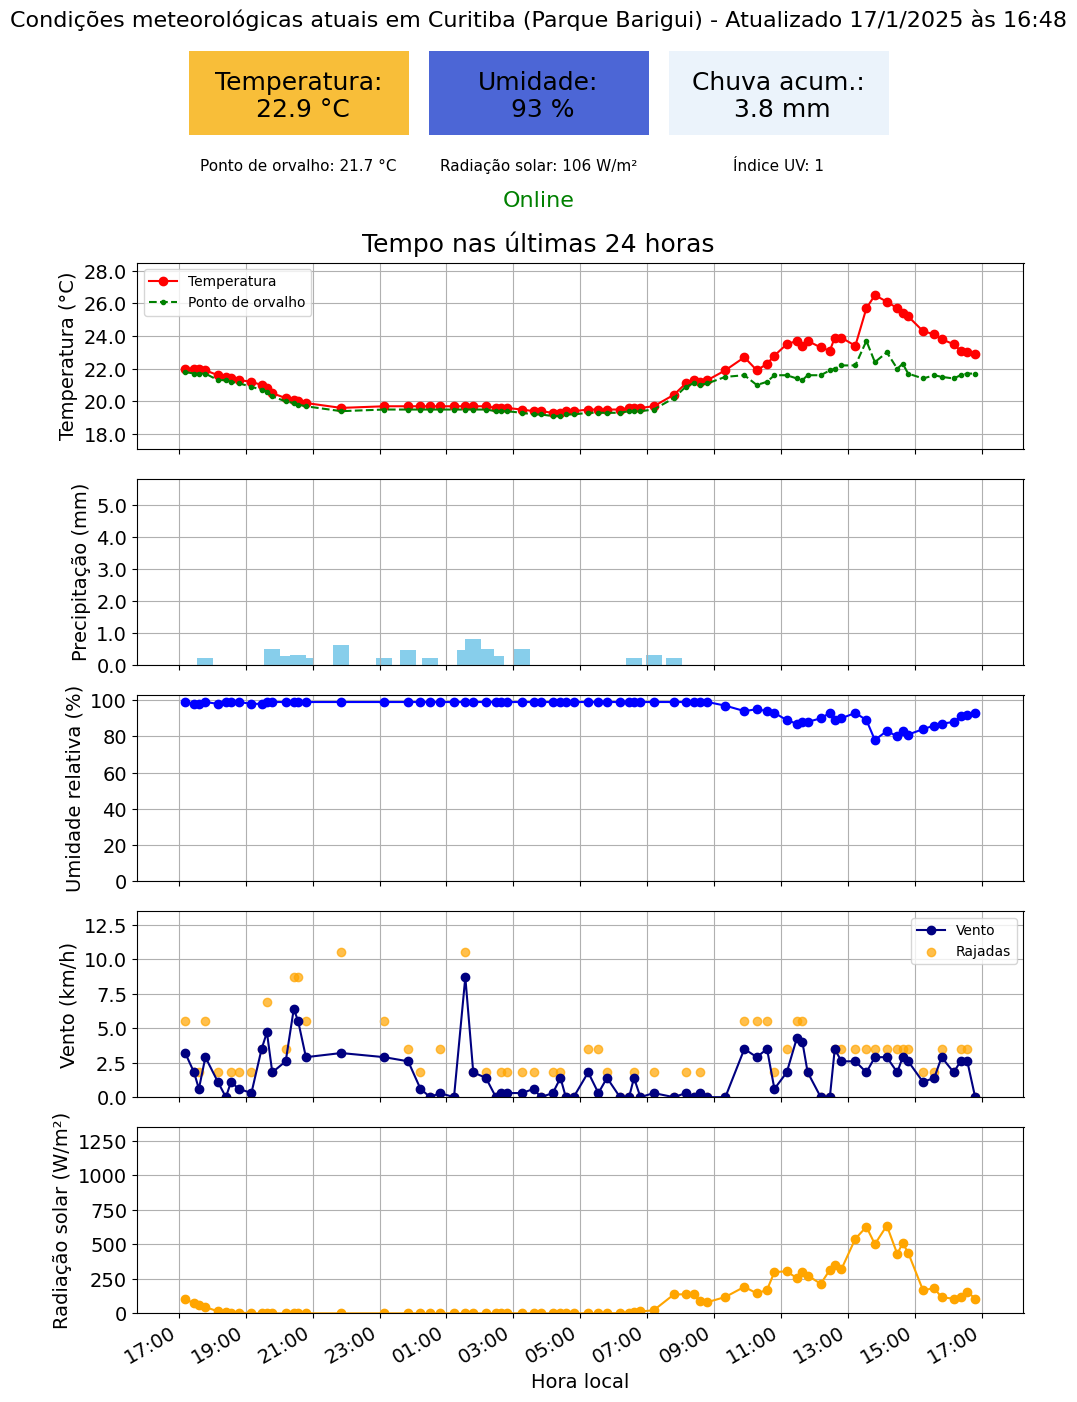 Condições meteorológicas atuais em Curitiba (Parque Barigui) - Atualizado 17/1/2025 às 16:48
Temperatura:
22.9 °C
Umidade:
93 %
Chuva acum.:
3.8 mm
Ponto de orvalho: 21.7 °C
Radiação solar: 106 W/m²
Índice UV: 1
Online
Tempo nas últimas 24 horas
Temperatura (°C)
28.0
26.0
24.0
22.0
20.0
18.0
Temperatura
Ponto de orvalho
Precipitação (mm)
5.0
4.0
3.0
2.0
1.0
0.0
Umidade relativa (%)
100
80
60
40
20
0
Vento (km/h)
12.5
10.0
7.5
5.0
2.5
0.0
Vento
Rajadas
Radiação solar (W/m²)
1250
1000
750
500
250
0
17:00
19:00
21:00
23:00
01:00
03:00
05:00
07:00
09:00
11:00
13:00
15:00
17:00
Hora local